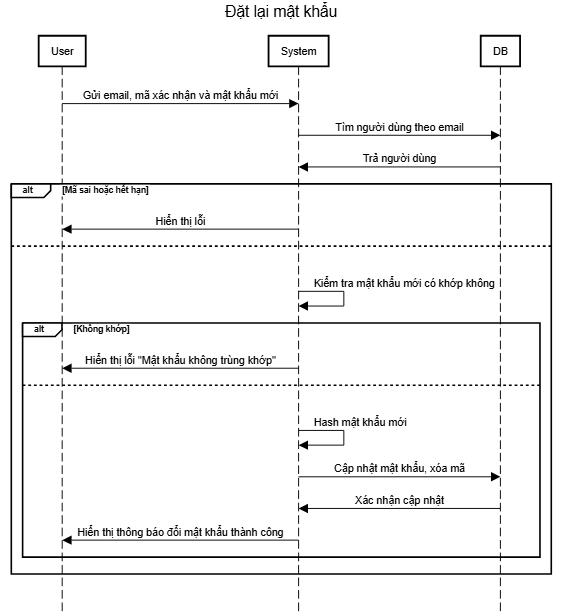 Đặt lại mật khẩu
User
System
DB
Gửi email, mã xác nhận và mật khẩu mới
Tìm người dùng theo email
Trả người dùng
alt [Mã sai hoặc hết hạn]
Hiển thị lỗi
Kiểm tra mật khẩu mới có khớp không
alt [Không khớp]
Hiển thị lỗi "Mật khẩu không trùng khớp"
Hash mật khẩu mới
Cập nhật mật khẩu, xóa mã
Xác nhận cập nhật
Hiển thị thông báo đổi mật khẩu thành công